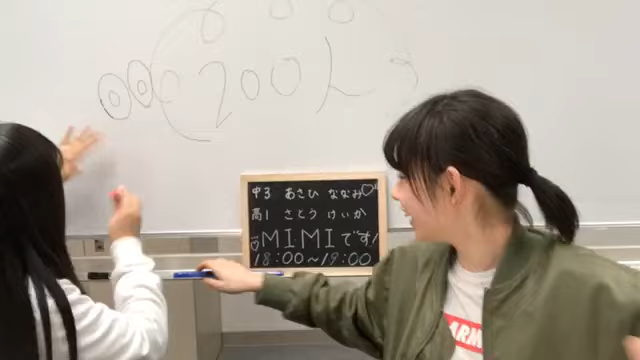 200人
中3 あさひ ななみ♡
高1 さとう けいか
♡MIMIです!
18:00~19:00
ARM